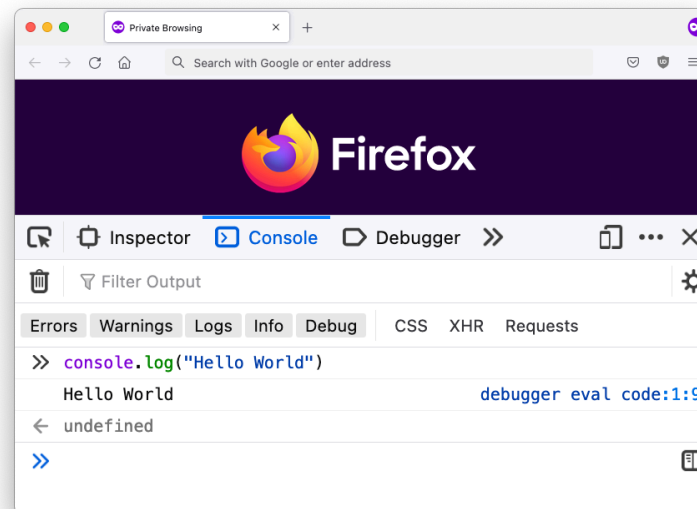 Private Browsing
Search with Google or enter address
Firefox
Inspector Console Debugger
Filter Output
Errors Warnings Logs Info Debug CSS XHR Requests
console.log("Hello World")
Hello World debugger eval code:1:9
undefined